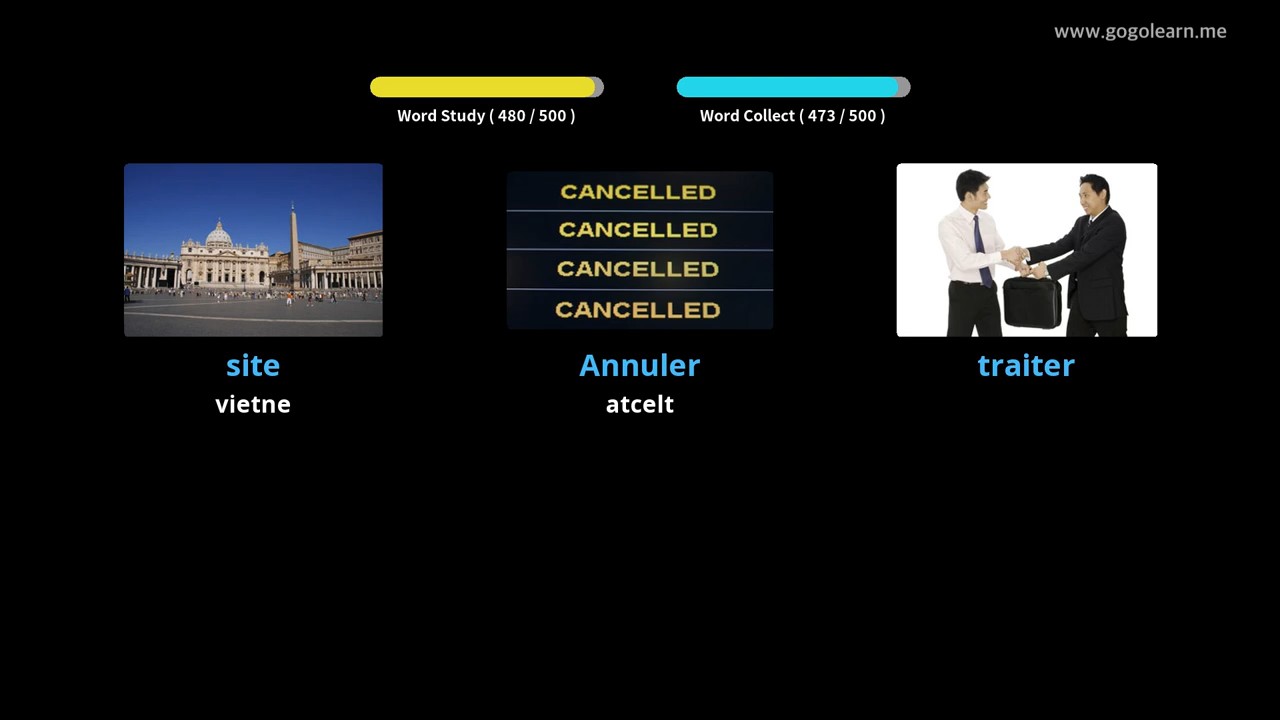 www.gogolearn.me
Word Study ( 480 / 500 )
Word Collect ( 473 / 500 )
CANCELLED
CANCELLED
CANCELLED
CANCELLED
site
Annuler
traiter
vietne
atcelt